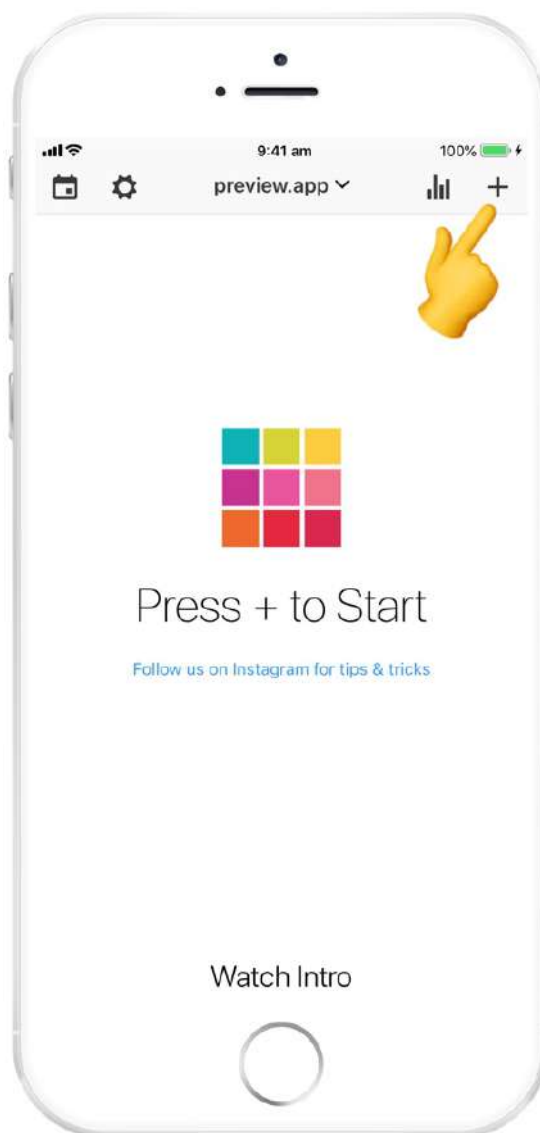 9:41 am
100%
preview.app
+
Press + to Start
Follow us on Instagram for tips & tricks
Watch Intro